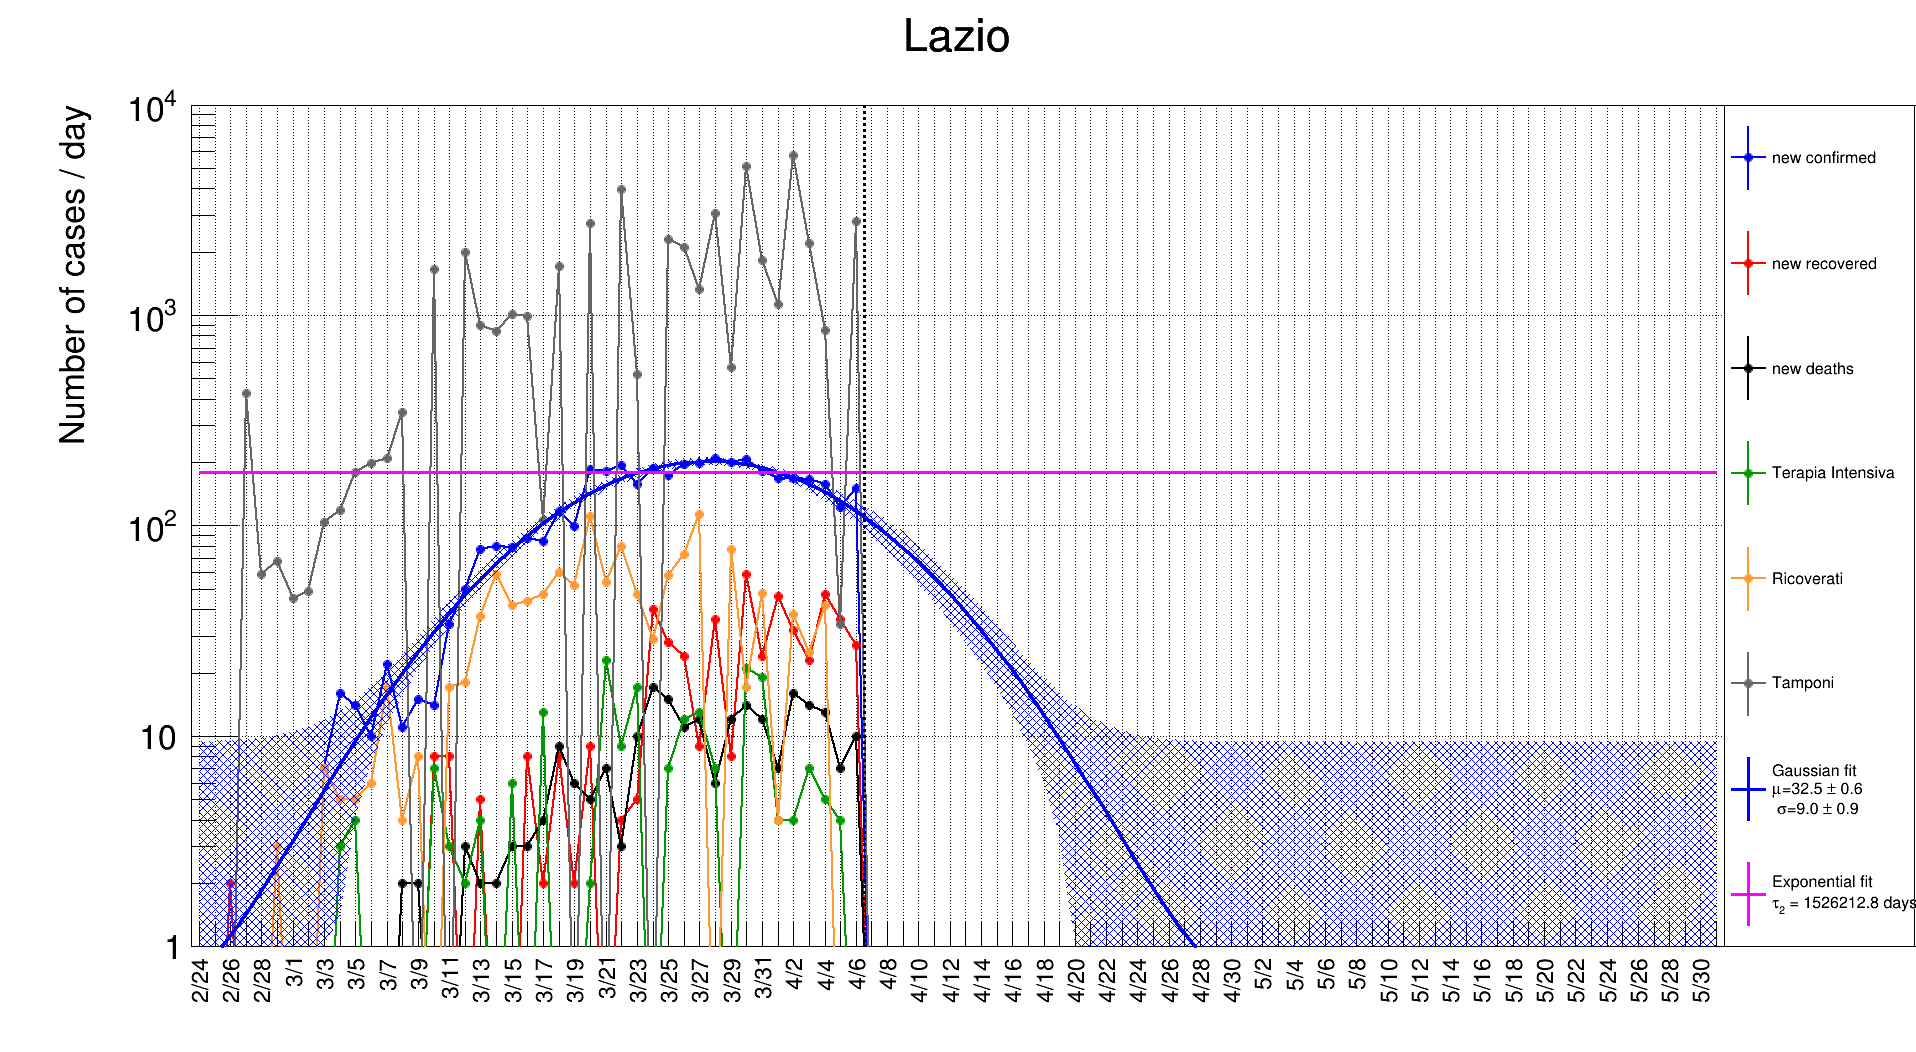 Lazio
Number of cases / day
10^4
10^3
10^2
10
1
2/24 2/26 2/28 3/1 3/3 3/5 3/7 3/9 3/11 3/13 3/15 3/17 3/19 3/21 3/23 3/25 3/27 3/29 3/31 4/2 4/4 4/6 4/8 4/10 4/12 4/14 4/16 4/18 4/20 4/22 4/24 4/26 4/28 4/30 5/2 5/4 5/6 5/8 5/10 5/12 5/14 5/16 5/18 5/20 5/22 5/24 5/26 5/28 5/30
new confirmed
new recovered
new deaths
Terapia Intensiva
Ricoverati
Tamponi
Gaussian fit
μ=32.5 ± 0.6
σ=9.0 ± 0.9
Exponential fit
τ_2 = 1526212.8 days